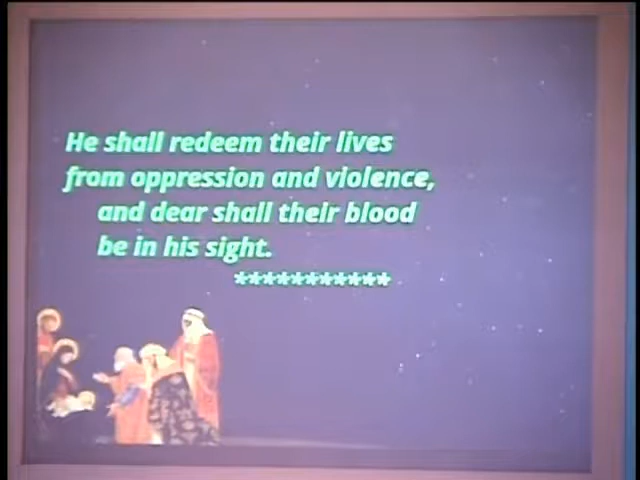 He shall redeem their lives
from oppression and violence,
and dear shall their blood
be in his sight.
***********